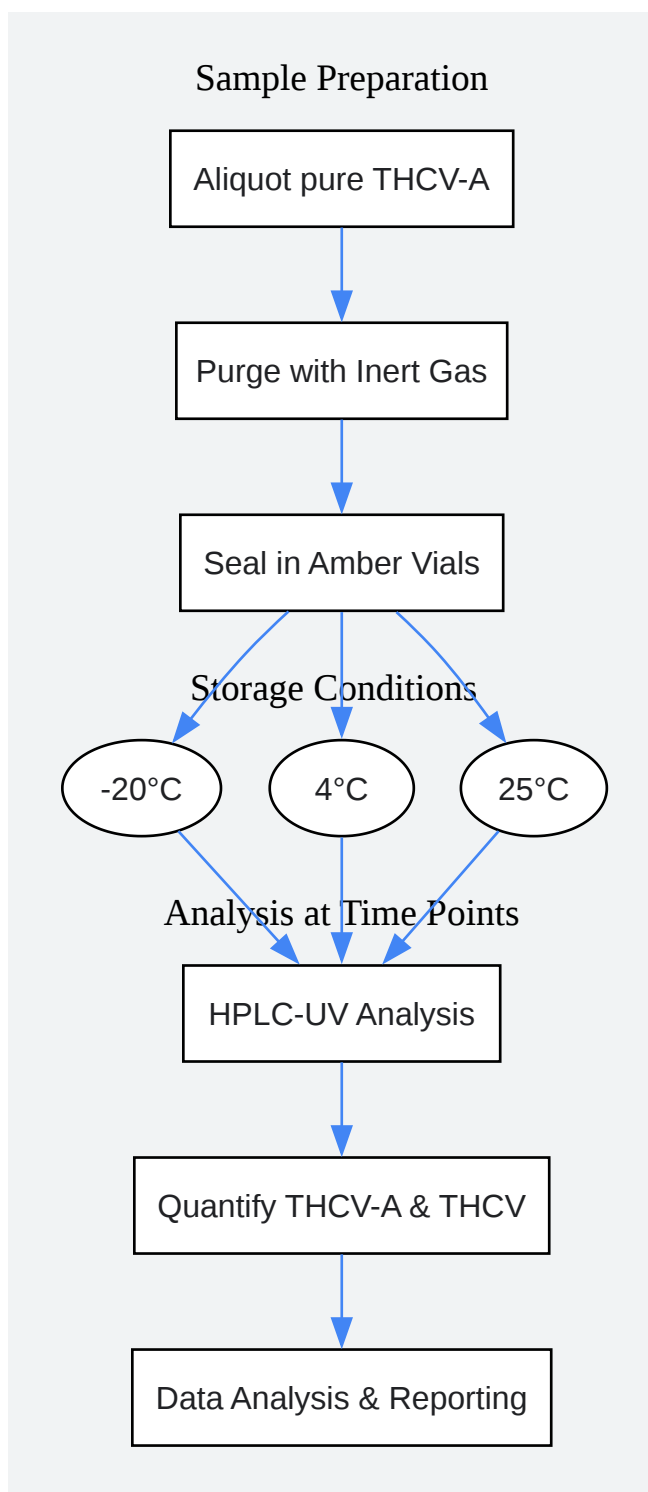 Sample Preparation
Aliquot pure THCV-A
Purge with Inert Gas
Seal in Amber Vials
Storage Conditions
-20°C
4°C
25°C
Analysis at Time Points
HPLC-UV Analysis
Quantify THCV-A & THCV
Data Analysis & Reporting